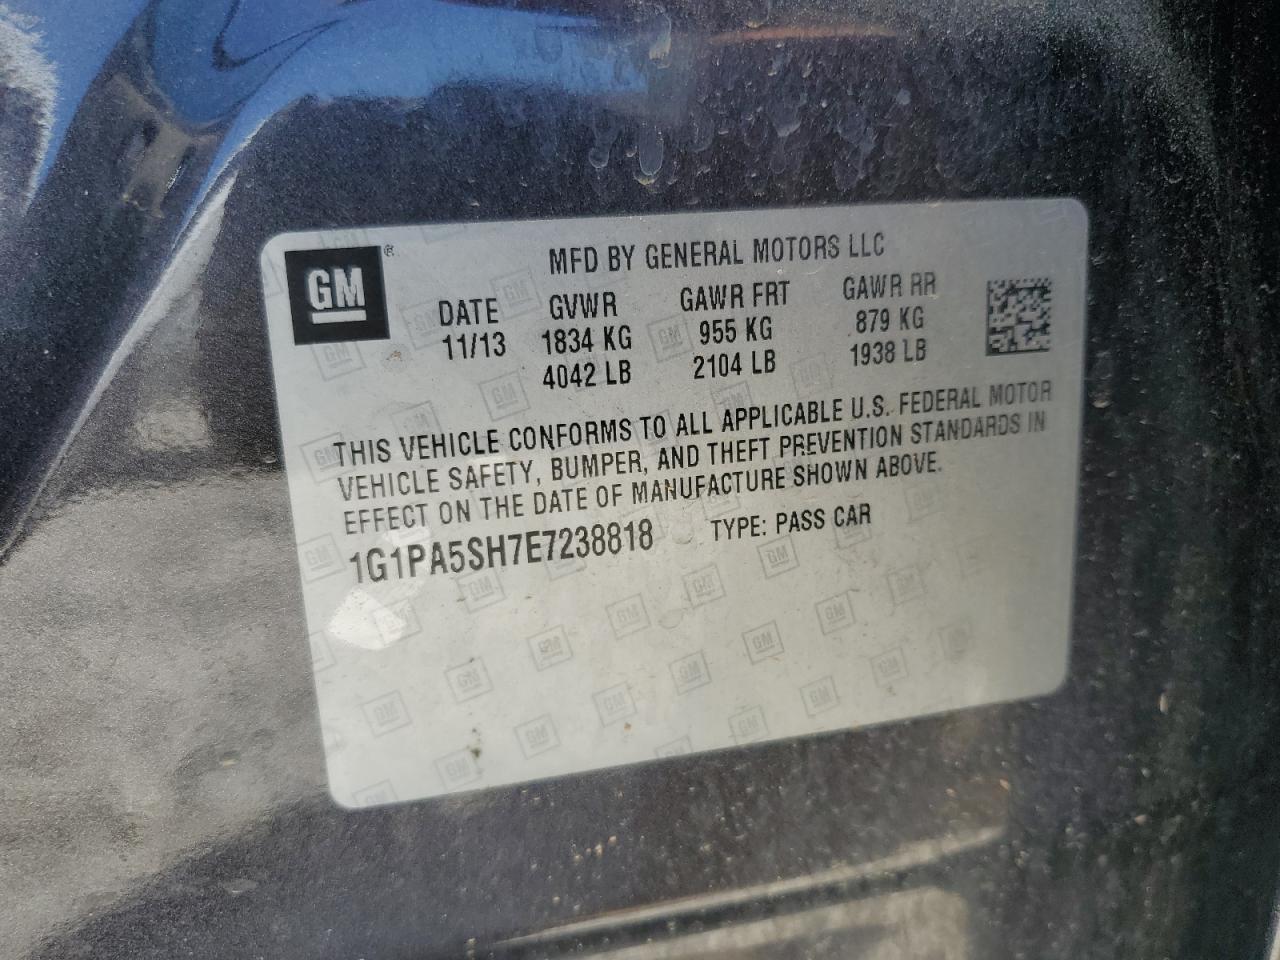 GM ®
MFD BY GENERAL MOTORS LLC
DATE GVWR GAWR FRT GAWR RR
11/13 1834 KG 955 KG 879 KG
4042 LB 2104 LB 1938 LB
THIS VEHICLE CONFORMS TO ALL APPLICABLE U.S. FEDERAL MOTOR
VEHICLE SAFETY, BUMPER, AND THEFT PREVENTION STANDARDS IN
EFFECT ON THE DATE OF MANUFACTURE SHOWN ABOVE.
1G1PA5SH7E7238818 TYPE: PASS CAR